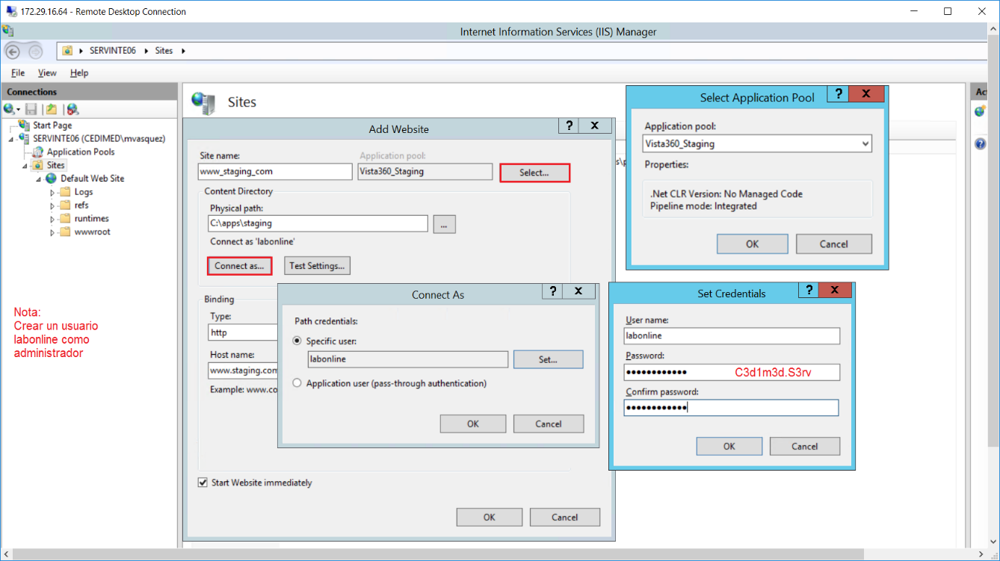 172.29.16.64 - Remote Desktop Connection
Internet Information Services (IIS) Manager
SERVINTE06 Sites
File View Help
Connections
Start Page
SERVINTE06 (CEDIMED\mvasquez)
Application Pools
Sites
Default Web Site
Logs
refs
runtimes
wwwroot
Nota:
Crear un usuario
labonline como
administrador
Sites
Add Website
? X
Site name:
Application pool:
www_staging_com
Vista360_Staging
Select...
Content Directory
Physical path:
C:\apps\staging
...
Connect as 'labonline'
Connect as...
Test Settings...
Binding
Type:
http
Host name:
www.staging.com
Example: www.co
Start Website immediately
OK
Cancel
Connect As
? X
Path credentials:
Specific user:
labonline
Set...
Application user (pass-through authentication)
OK
Cancel
Select Application Pool
? X
Application pool:
Vista360_Staging
Properties:
.Net CLR Version: No Managed Code
Pipeline mode: Integrated
OK
Cancel
Set Credentials
? X
User name:
labonline
Password:
●●●●●●●●●●●● C3d1m3d.S3rv
Confirm password:
●●●●●●●●●●●●
OK
Cancel